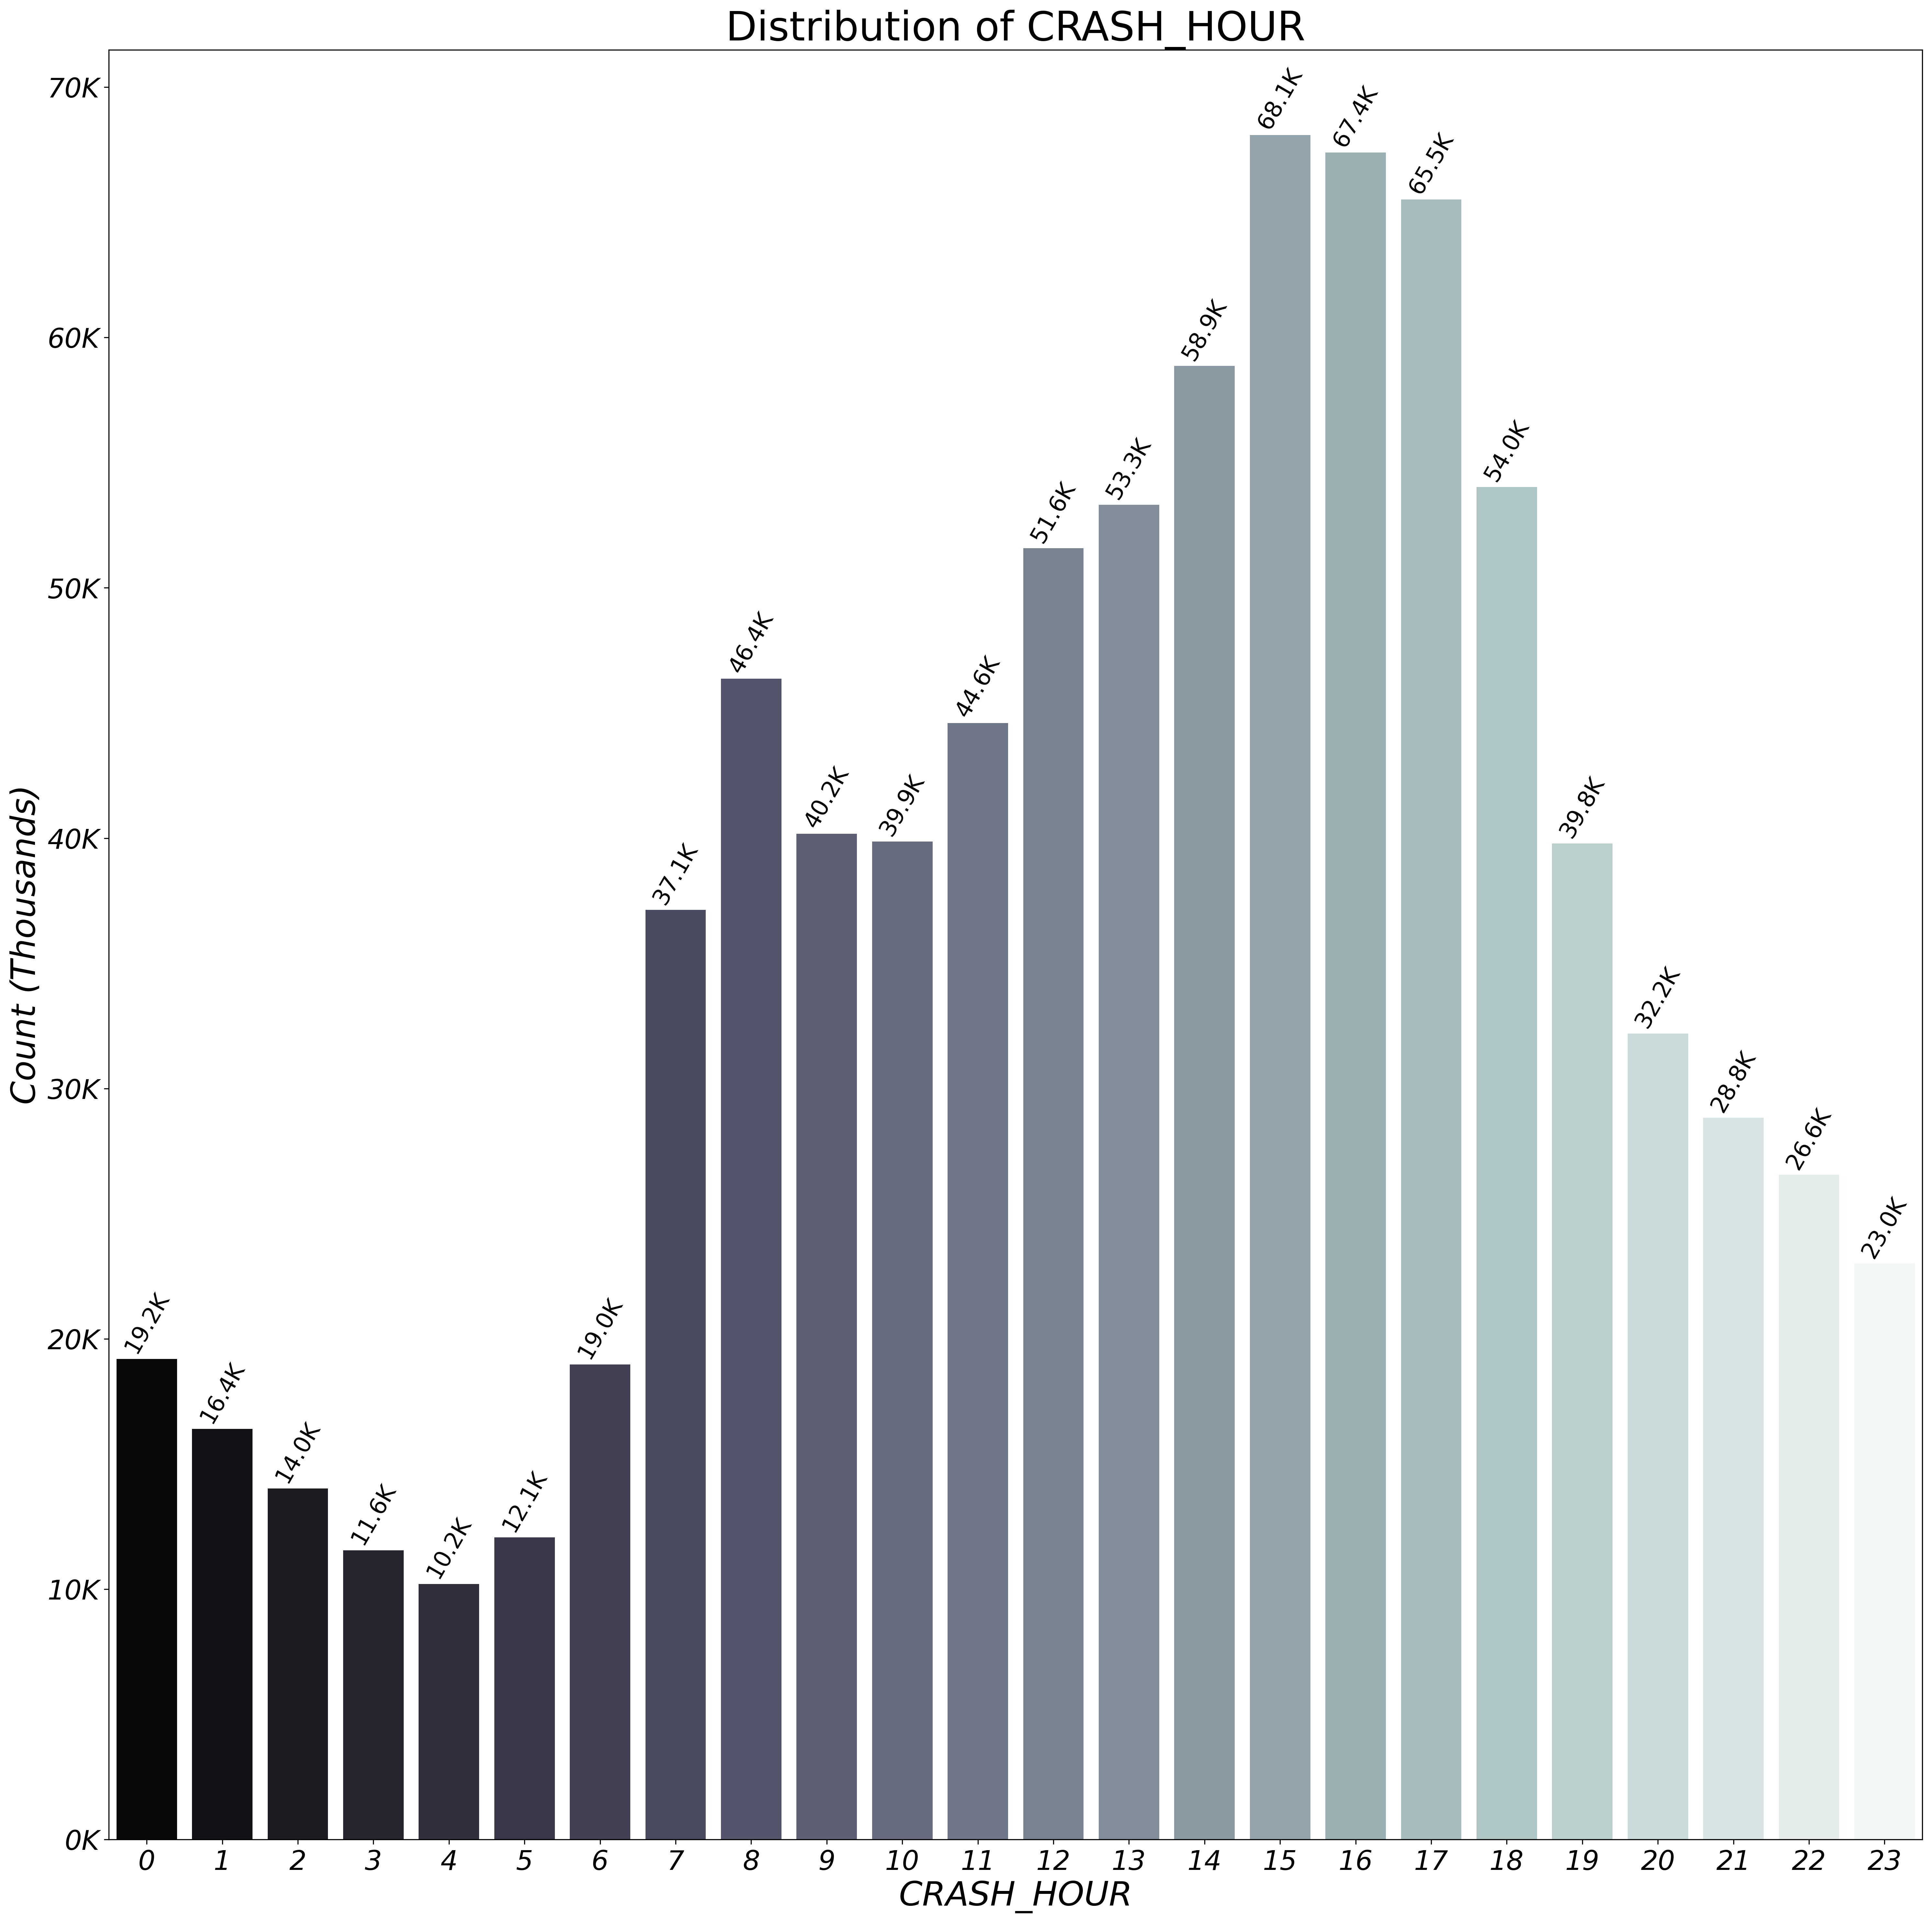 Distribution of CRASH_HOUR
Count (Thousands)
70K
60K
50K
40K
30K
20K
10K
0K
19.2K
16.4K
14.0K
11.6K
10.2K
12.1K
19.0K
37.1K
46.4K
40.2K
39.9K
44.6K
51.6K
53.3K
58.9K
68.1K
67.4K
65.5K
54.0K
39.8K
32.2K
28.8K
26.6K
23.0K
0 1 2 3 4 5 6 7 8 9 10 11 12 13 14 15 16 17 18 19 20 21 22 23
CRASH_HOUR